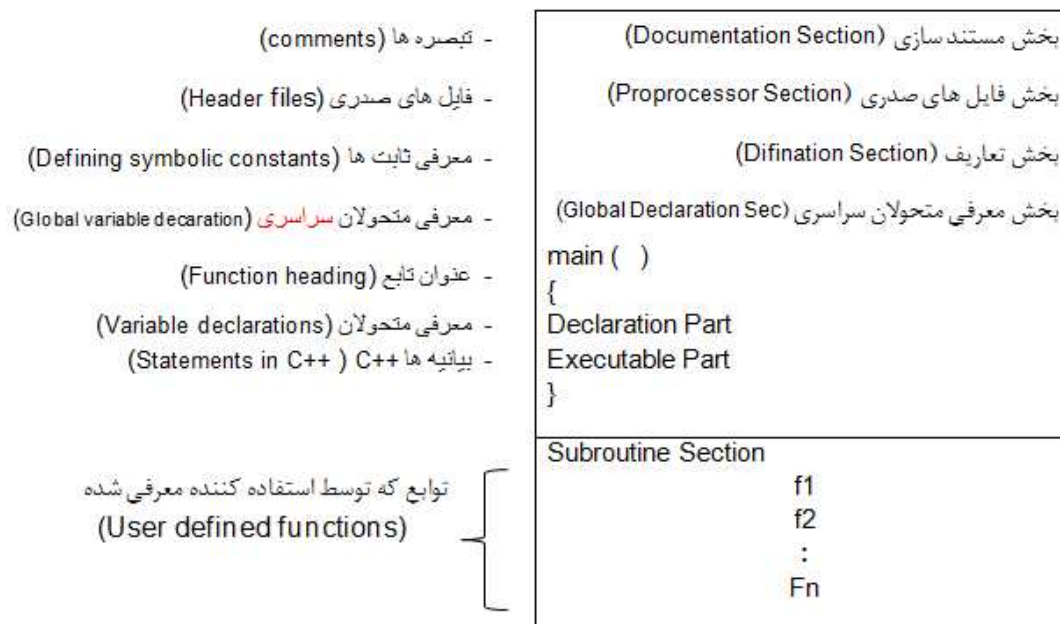 بخش مستند سازی (Documentation Section)
- تبصره ها (comments)
بخش فایل های صدری (Proprocessor Section)
- فایل های صدری (Header files)
بخش تعاریف (Difination Section)
- معرفی ثابت ها (Defining symbolic constants)
بخش معرفی متحولان سراسری (Global Declaration Sec)
- معرفی متحولان سراسری (Global variable decaration)
main ( )
{
- عنوان تابع (Function heading)
Declaration Part
- معرفی متحولان (Variable declarations)
Executable Part
- بیانیه ها C++ ( Statements in C++)
}
Subroutine Section
f1
f2
:
Fn
توابع که توسط استفاده کننده معرفی شده
(User defined functions)